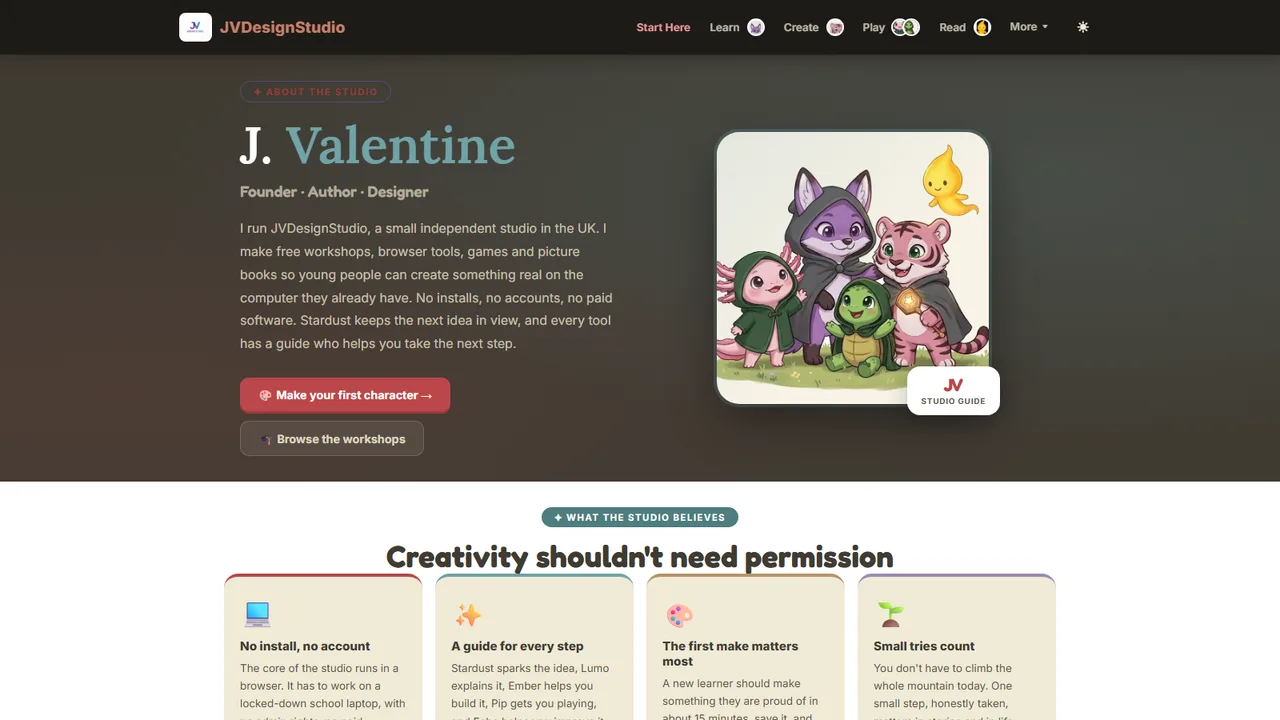 JV
JVDesignStudio
Start Here
Learn
Create
Play
Read
More
✦ ABOUT THE STUDIO
J. Valentine
Founder · Author · Designer
I run JVDesignStudio, a small independent studio in the UK. I
make free workshops, browser tools, games and picture
books so young people can create something real on the
computer they already have. No installs, no accounts, no paid
software. Stardust keeps the next idea in view, and every tool
has a guide who helps you take the next step.
Make your first character →
Browse the workshops
JV
STUDIO GUIDE
✦ WHAT THE STUDIO BELIEVES
Creativity shouldn't need permission
No install, no account
The core of the studio runs in a
browser. It has to work on a
locked-down school laptop, with
A guide for every step
Stardust sparks the idea, Lumo
explains it, Ember helps you
build it, Pip gets you playing,
The first make matters
most
A new learner should make
something they are proud of in
about 15 minutes, save it, and
Small tries count
You don't have to climb the
whole mountain today. One
small step, honestly taken,